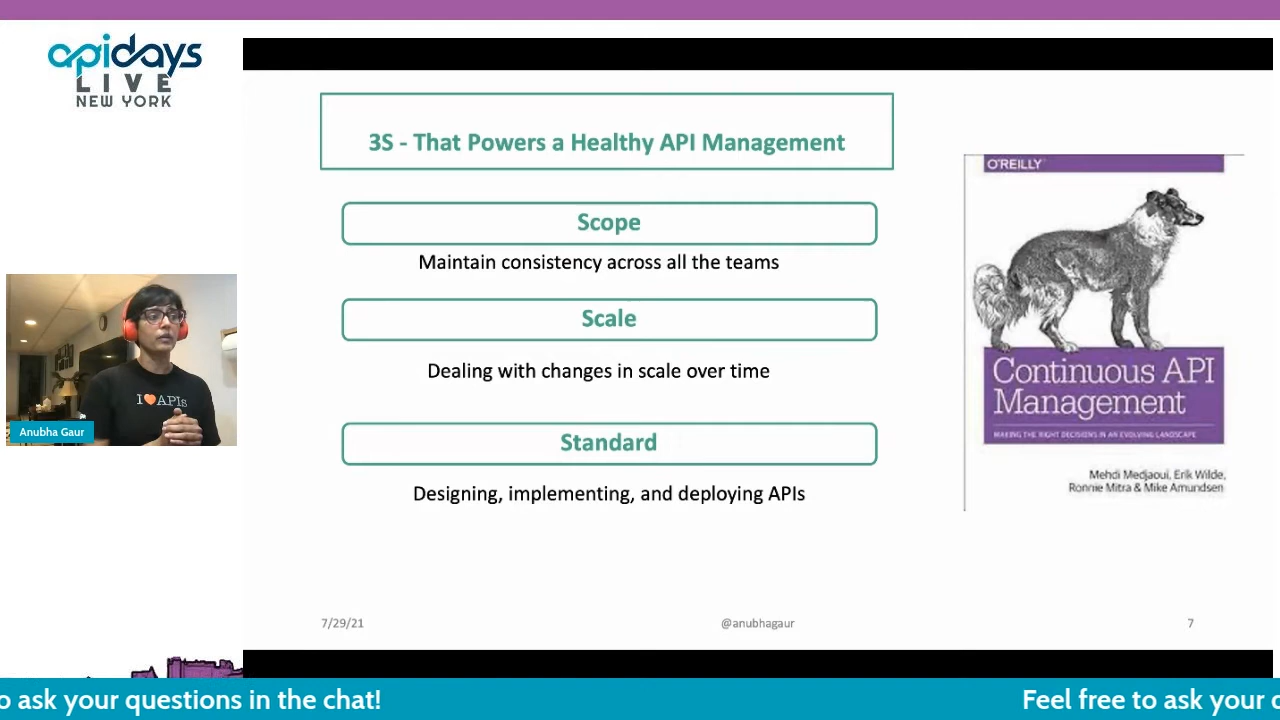 apidays
LIVE
NEW YORK
3S - That Powers a Healthy API Management
Scope
Maintain consistency across all the teams
Scale
Dealing with changes in scale over time
Standard
Designing, implementing, and deploying APIs
O'REILLY
Continuous API
Management
MAKING THE RIGHT DECISIONS IN AN EVOLVING LANDSCAPE
Mehdi Medjaoui, Erik Wilde,
Ronnie Mitra & Mike Amundsen
I APIs
Anubha Gaur
7/29/21
@anubhagaur
7
o ask your questions in the chat!
Feel free to ask your